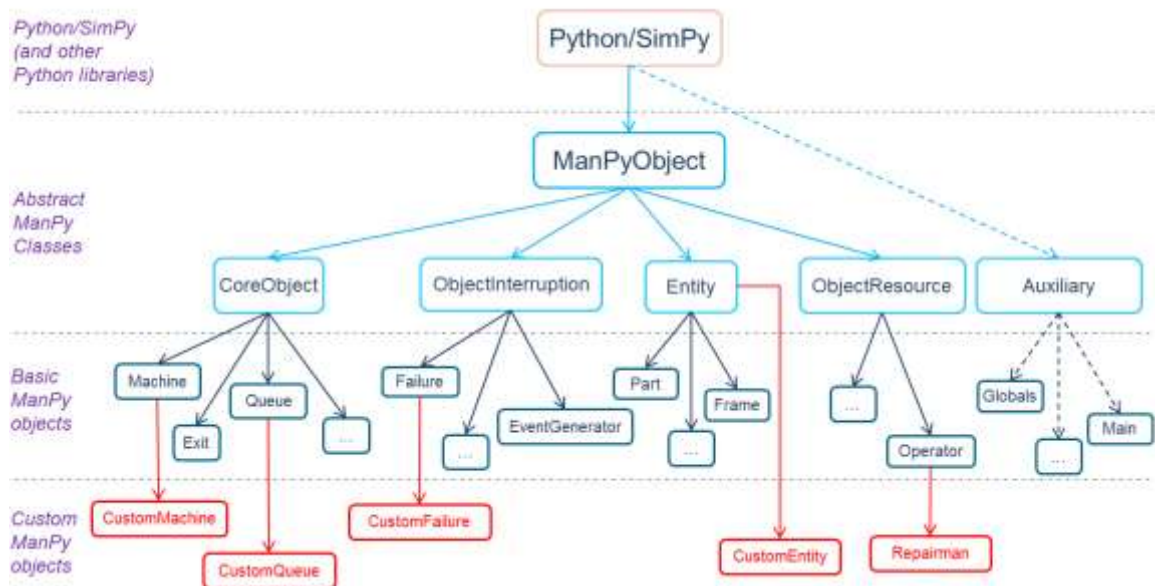 Python/SimPy
(and other
Python libraries)
Python/SimPy
Abstract
ManPy
Classes
ManPyObject
CoreObject
ObjectInterruption
Entity
ObjectResource
Auxiliary
Basic
ManPy
objects
Machine
Queue
Exit
...
Failure
...
EventGenerator
Part
Frame
...
...
Operator
Globals
Main
...
Custom
ManPy
objects
CustomMachine
CustomQueue
CustomFailure
CustomEntity
Repairman